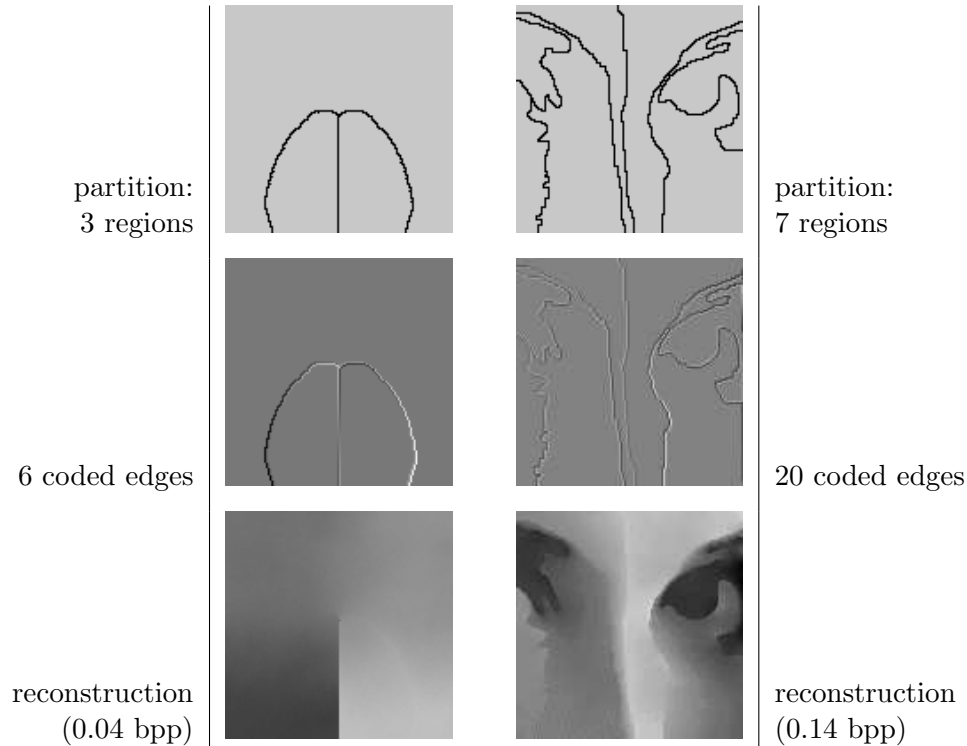 partition:
3 regions
partition:
7 regions
6 coded edges
20 coded edges
reconstruction
(0.04 bpp)
reconstruction
(0.14 bpp)